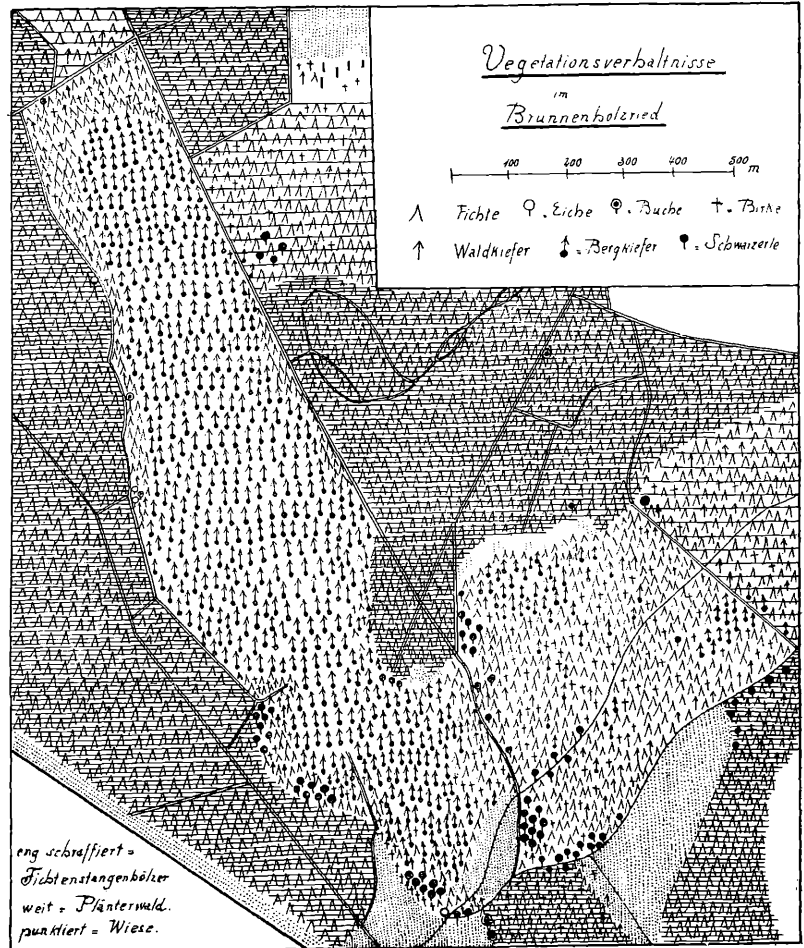 Vegetationsverhältnisse
im
Brunnenholzried
100 200 300 400 500 m
Fichte = Eiche = Buche = Birke
Waldkiefer = Bergkiefer = Schwarzerle
eng schraffiert =
Fichtenstangenhölzer
weit = Plänterwald.
punktiert = Wiese.